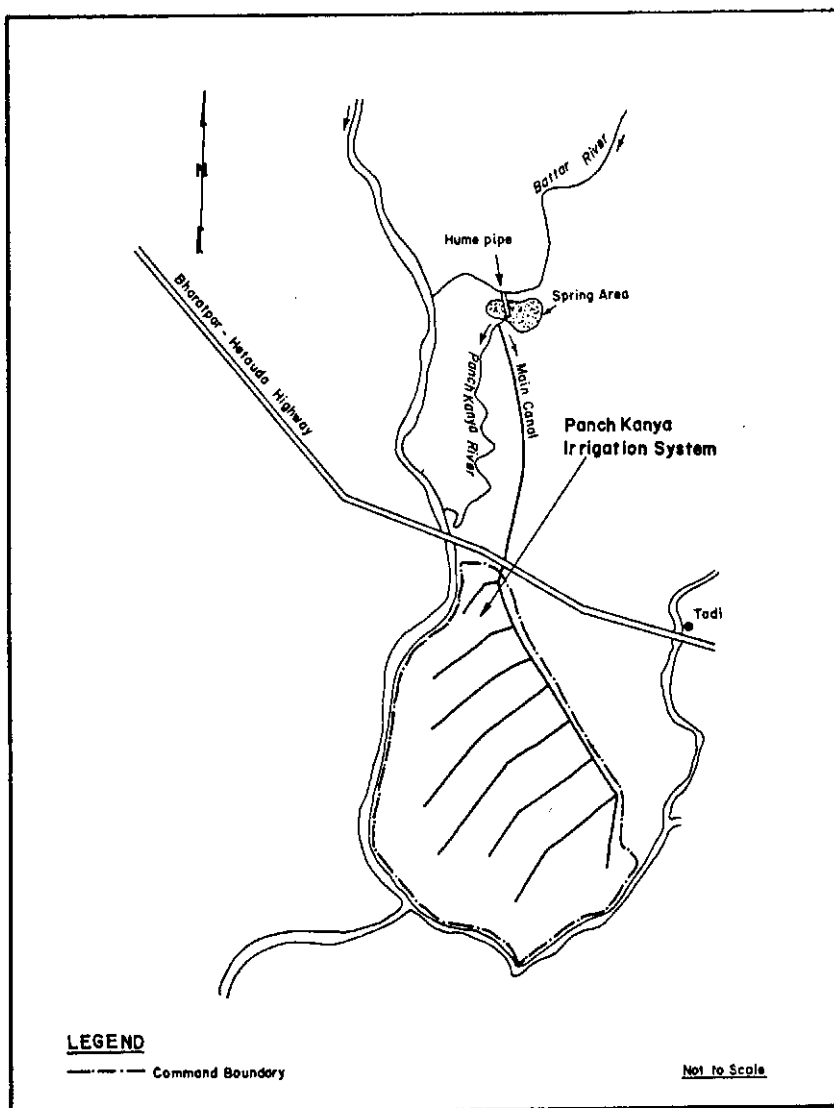 N
Battar River
Hume pipe
Spring Area
Bharatpar - Hetauda Highway
Panch Kanya River
Main Canal
Panch Kanya
Irrigation System
Tadi
LEGEND
Command Boundary
Not to Scale